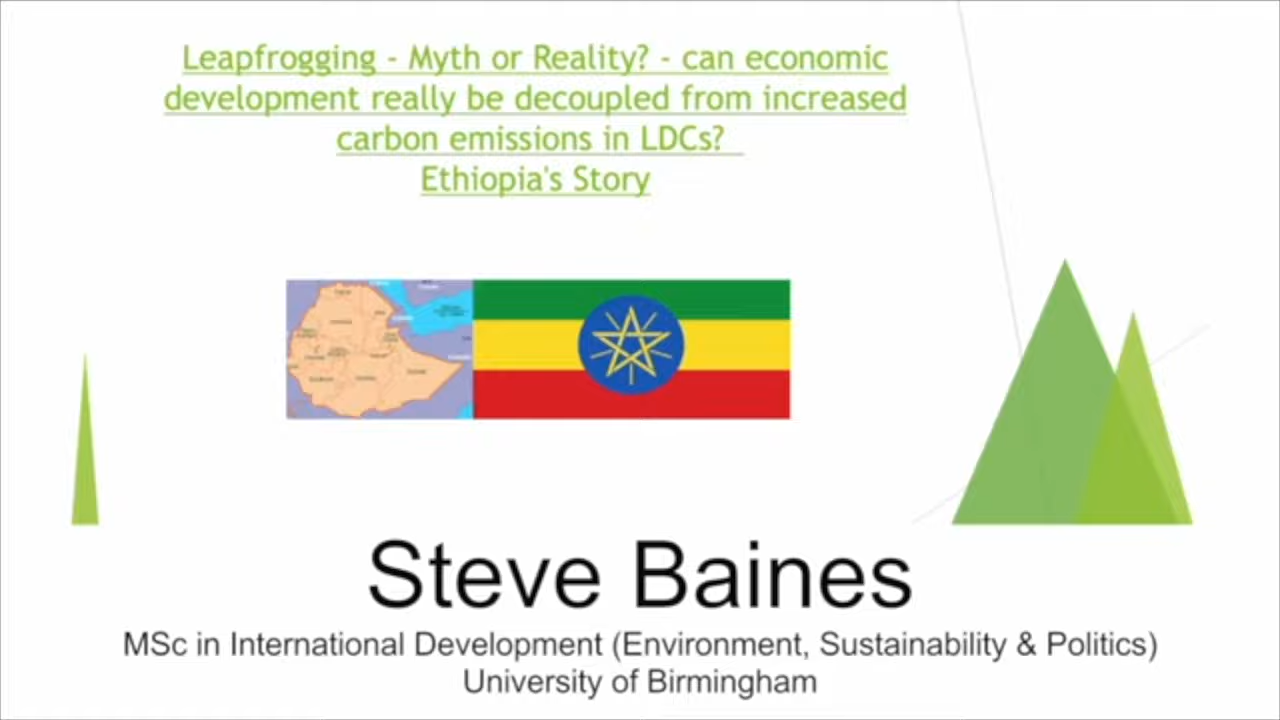 Leapfrogging - Myth or Reality? - can economic
development really be decoupled from increased
carbon emissions in LDCs?
Ethiopia's Story
Steve Baines
MSc in International Development (Environment, Sustainability & Politics)
University of Birmingham